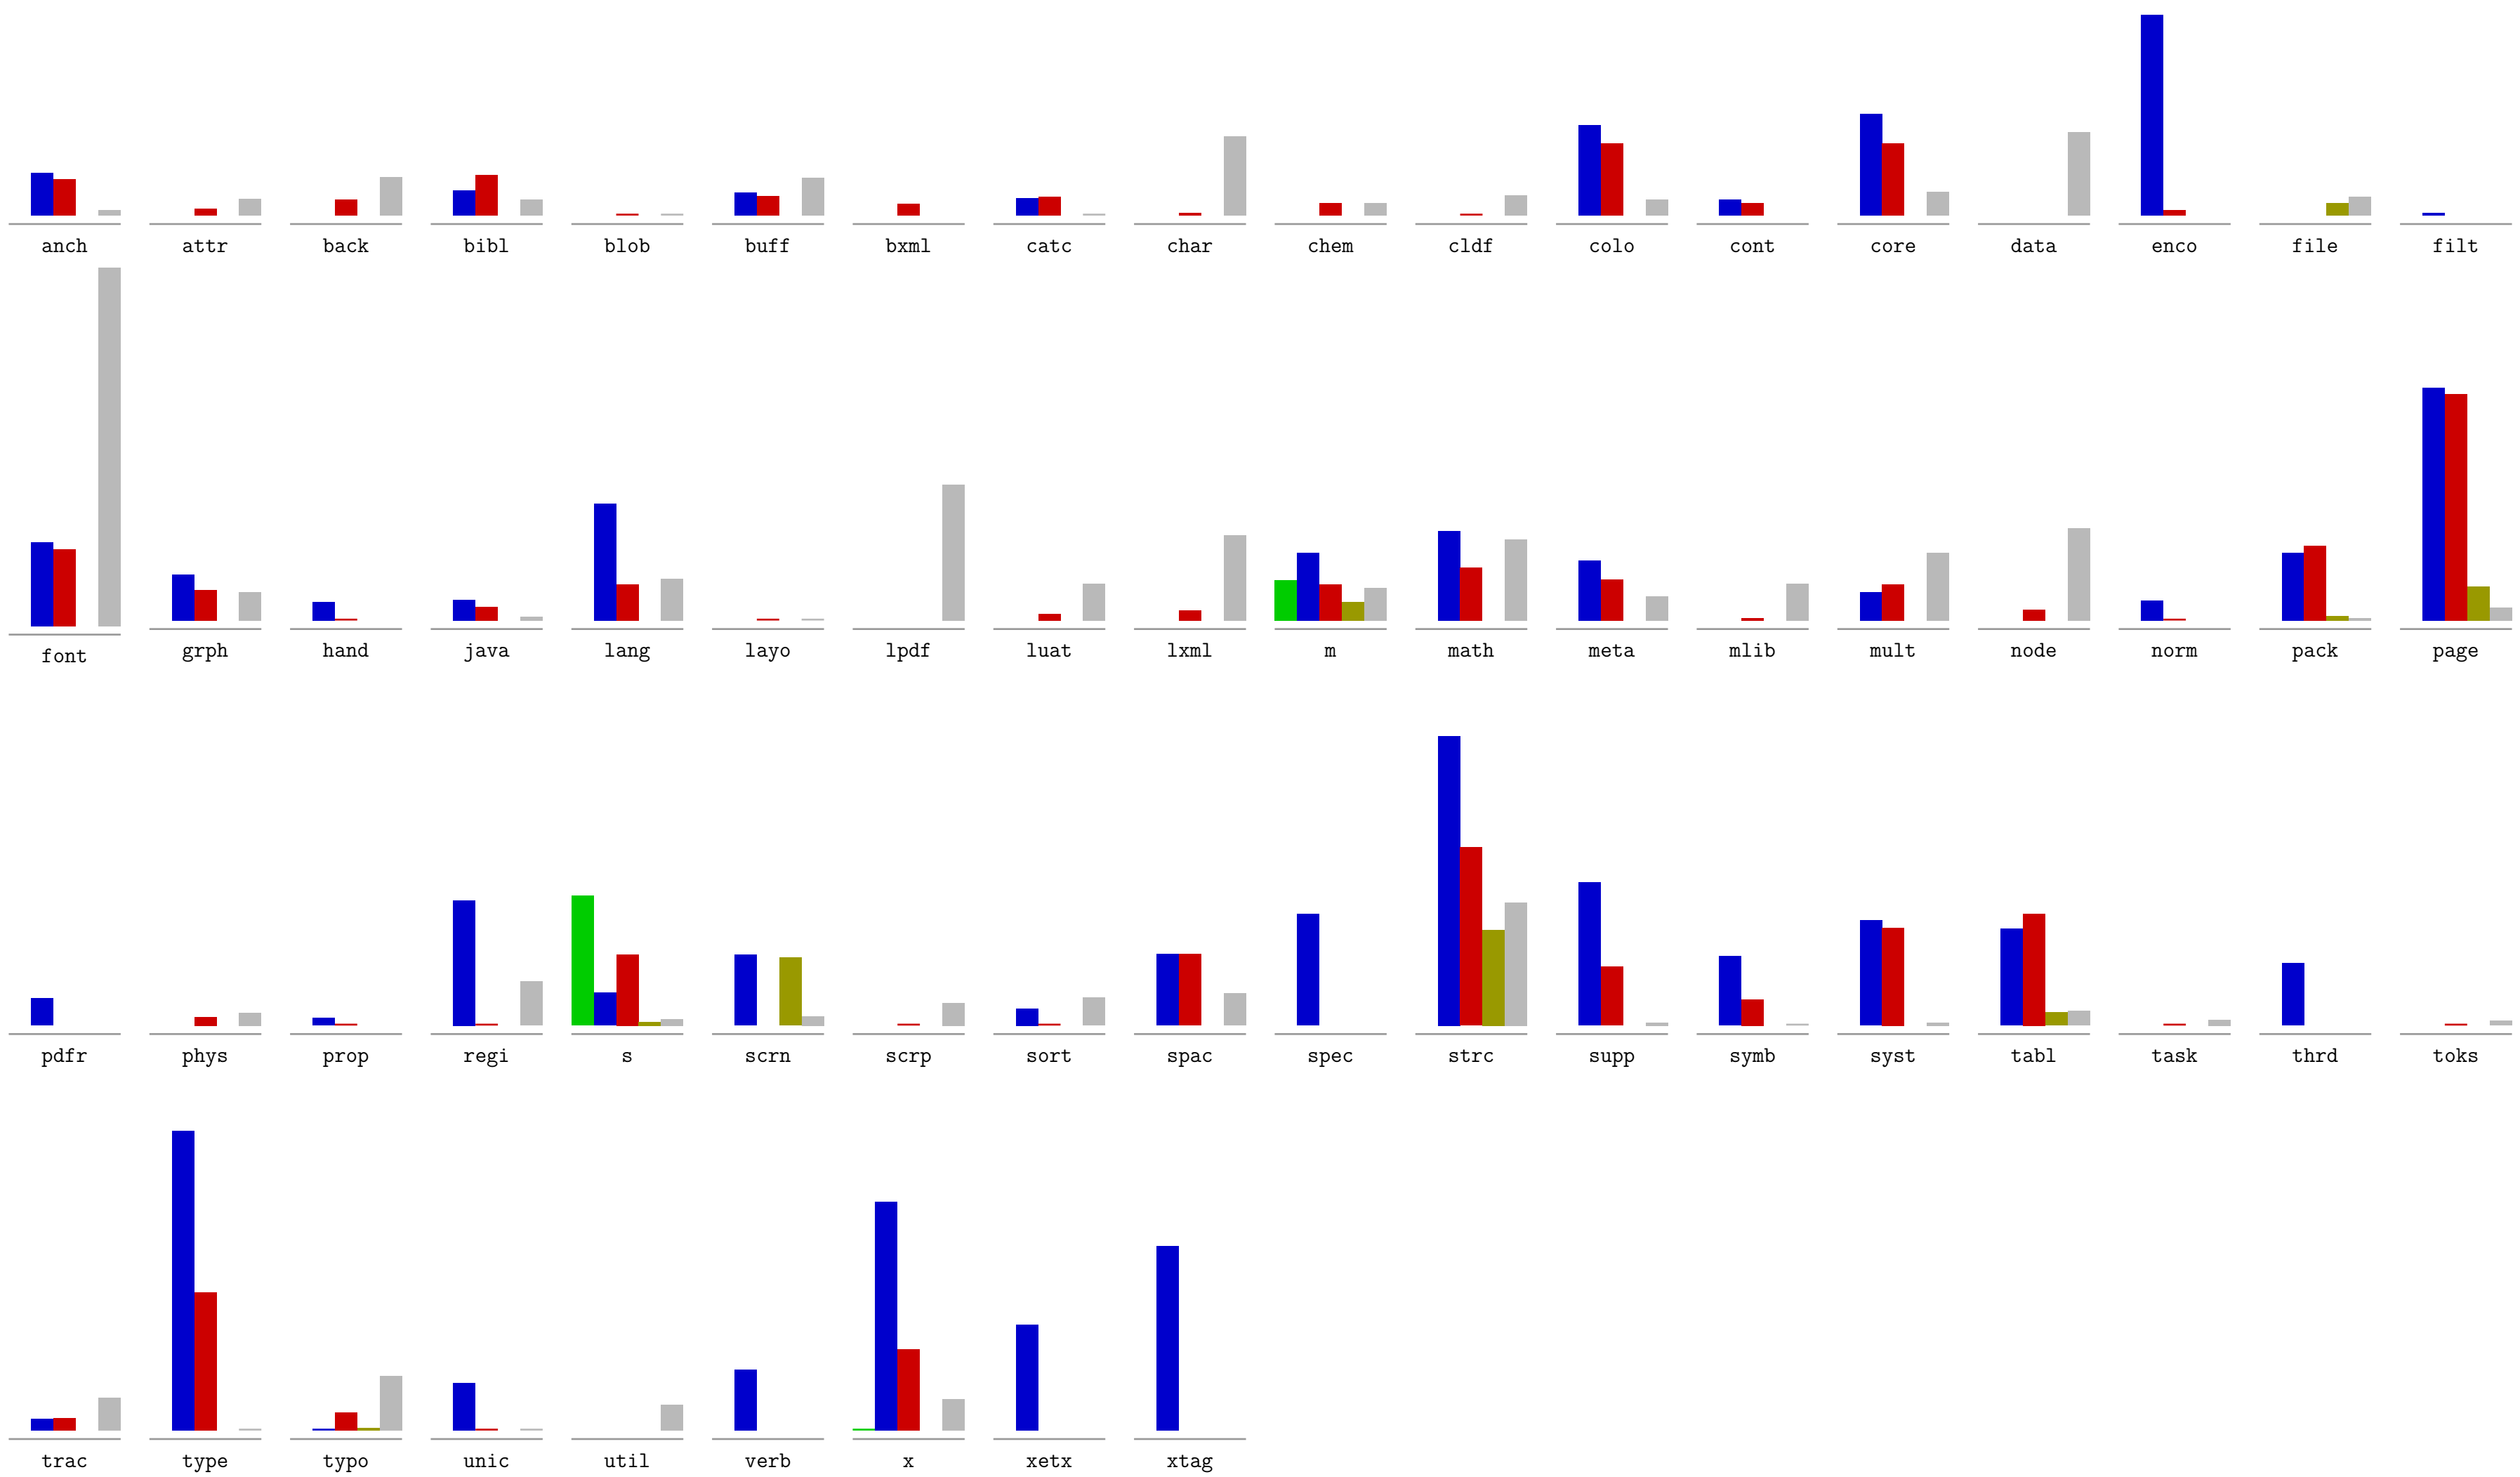 anch attr back bibl blob buff bxml catc char chem cldf colo cont core data enco file filt
font grph hand java lang layo lpdf luat lxml m math meta mlib mult node norm pack page
pdfr phys prop regi s scrn scrp sort spac spec strc supp symb syst tabl task thrd toks
trac type typo unic util verb x xetx xtag